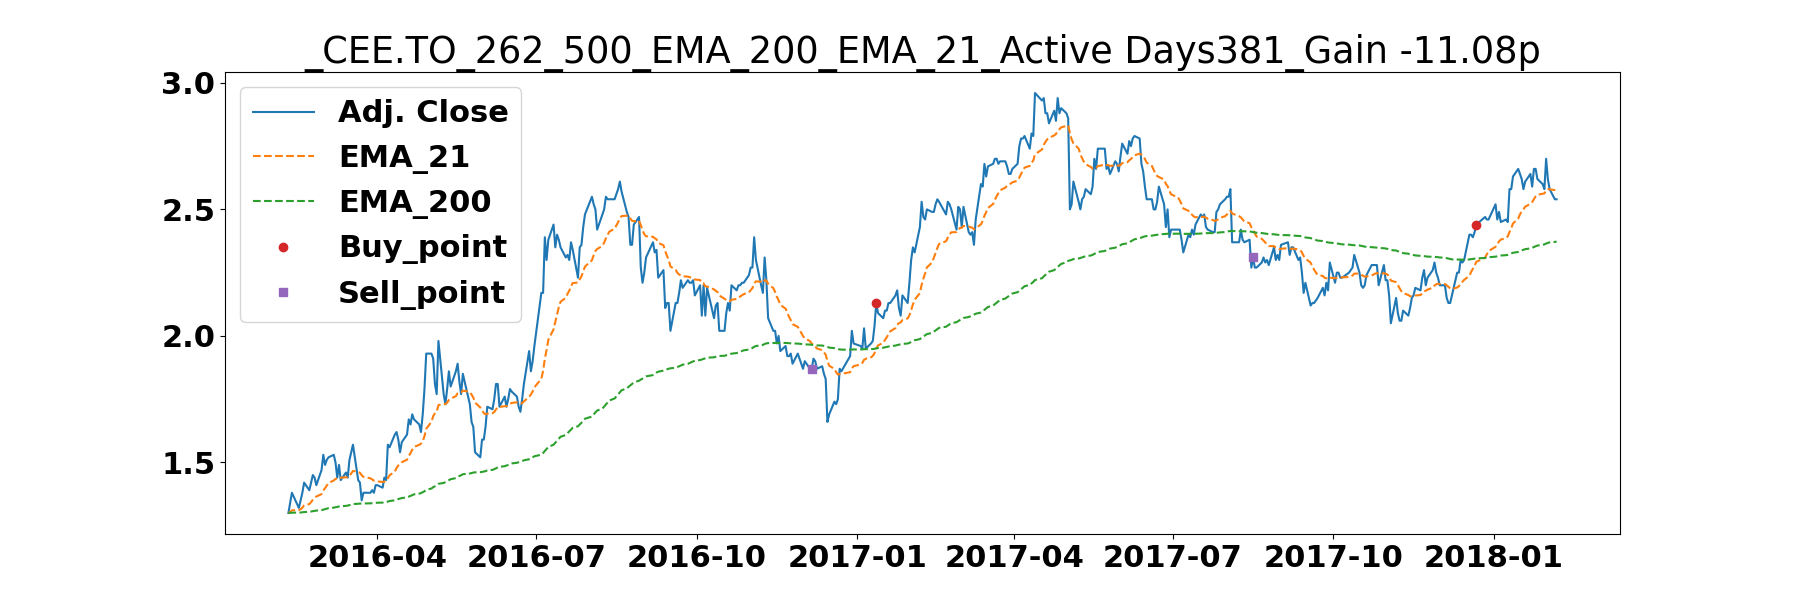 _CEE.TO_262_500_EMA_200_EMA_21_Active Days381_Gain -11.08p
3.0
2.5
2.0
1.5
Adj. Close
EMA_21
EMA_200
Buy_point
Sell_point
2016-04 2016-07 2016-10 2017-01 2017-04 2017-07 2017-10 2018-01